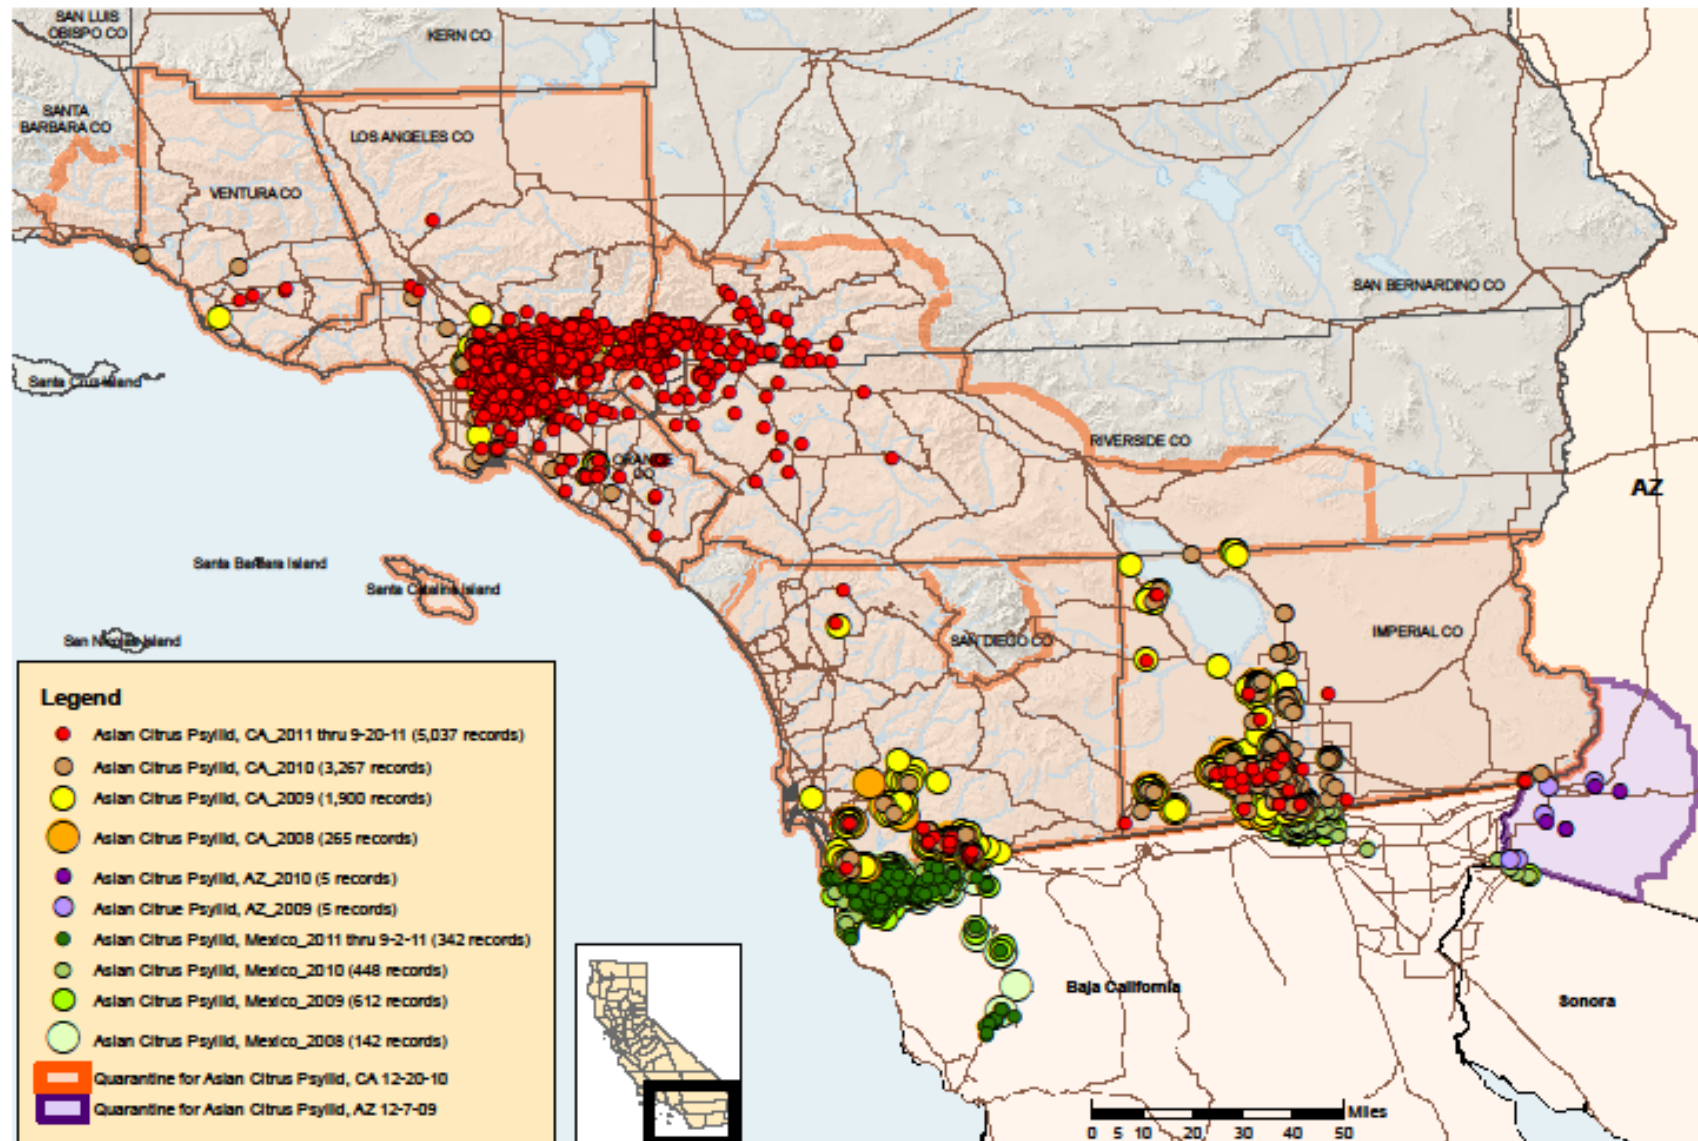 SAN LUIS
OBISPO CO
KERN CO
SANTA
BARBARA CO
LOS ANGELES CO
VENTURA CO
SAN BERNARDINO CO
Santa Cruz Island
RIVERSIDE CO
ORANGE
CO
AZ
Santa Barbara Island
Santa Catalina Island
San Nicolas Island
SAN DIEGO CO
IMPERIAL CO
Legend
Asian Citrus Psyllid, CA_2011 thru 9-20-11 (5,037 records)
Asian Citrus Psyllid, CA_2010 (3,267 records)
Asian Citrus Psyllid, CA_2009 (1,900 records)
Asian Citrus Psyllid, CA_2008 (265 records)
Asian Citrus Psyllid, AZ_2010 (5 records)
Asian Citrue Psyllid, AZ_2009 (5 records)
Asian Citrus Psyllid, Mexico_2011 thru 9-2-11 (342 records)
Asian Citrus Psyllid, Mexico_2010 (448 records)
Asian Citrus Psyllid, Mexico_2009 (612 records)
Asian Citrus Psyllid, Mexico_2008 (142 records)
Quarantine for Asian Citrus Psyllid, CA 12-20-10
Quarantine for Asian Citrus Psyllid, AZ 12-7-09
Baja California
Sonora
Miles
0 5 10 20 30 40 50